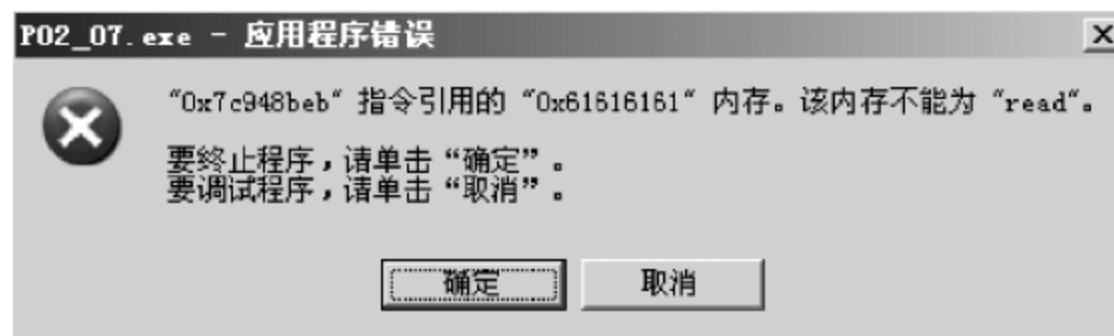 P02_07.exe - 应用程序错误
"0x7c948beb" 指令引用的 "0x61616161" 内存。该内存不能为 "read"。
要终止程序，请单击“确定”。
要调试程序，请单击“取消”。
确定 取消